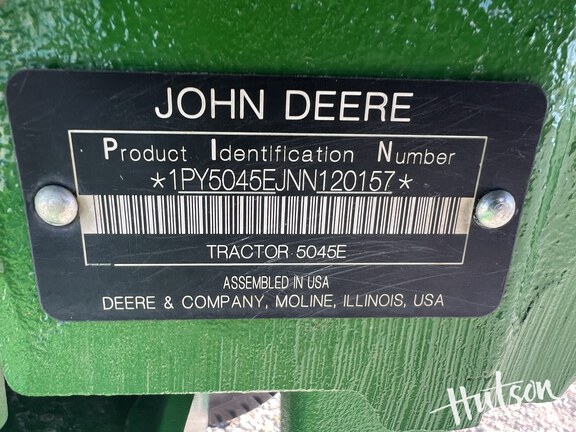 JOHN DEERE
Product Identification Number
*1PY5045EJNN120157*
TRACTOR 5045E
ASSEMBLED IN USA
DEERE & COMPANY, MOLINE, ILLINOIS, USA
Hutson